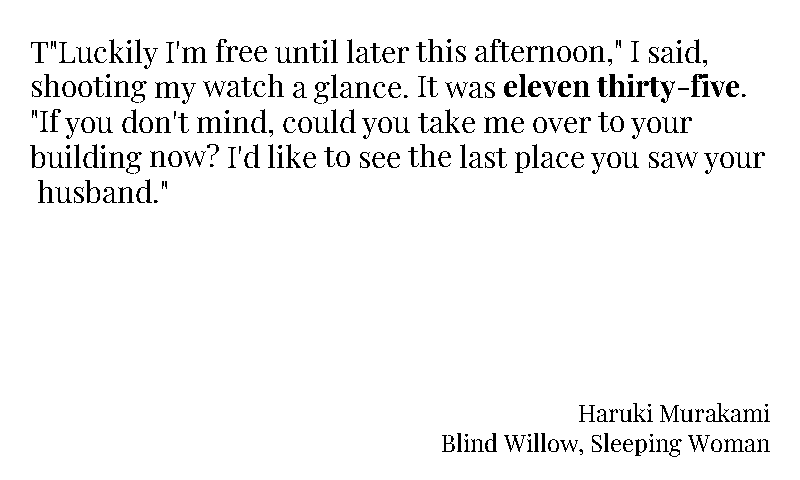 T"Luckily I'm free until later this afternoon," I said,
shooting my watch a glance. It was eleven thirty-five.
"If you don't mind, could you take me over to your
building now? I'd like to see the last place you saw your
husband."
Haruki Murakami
Blind Willow, Sleeping Woman